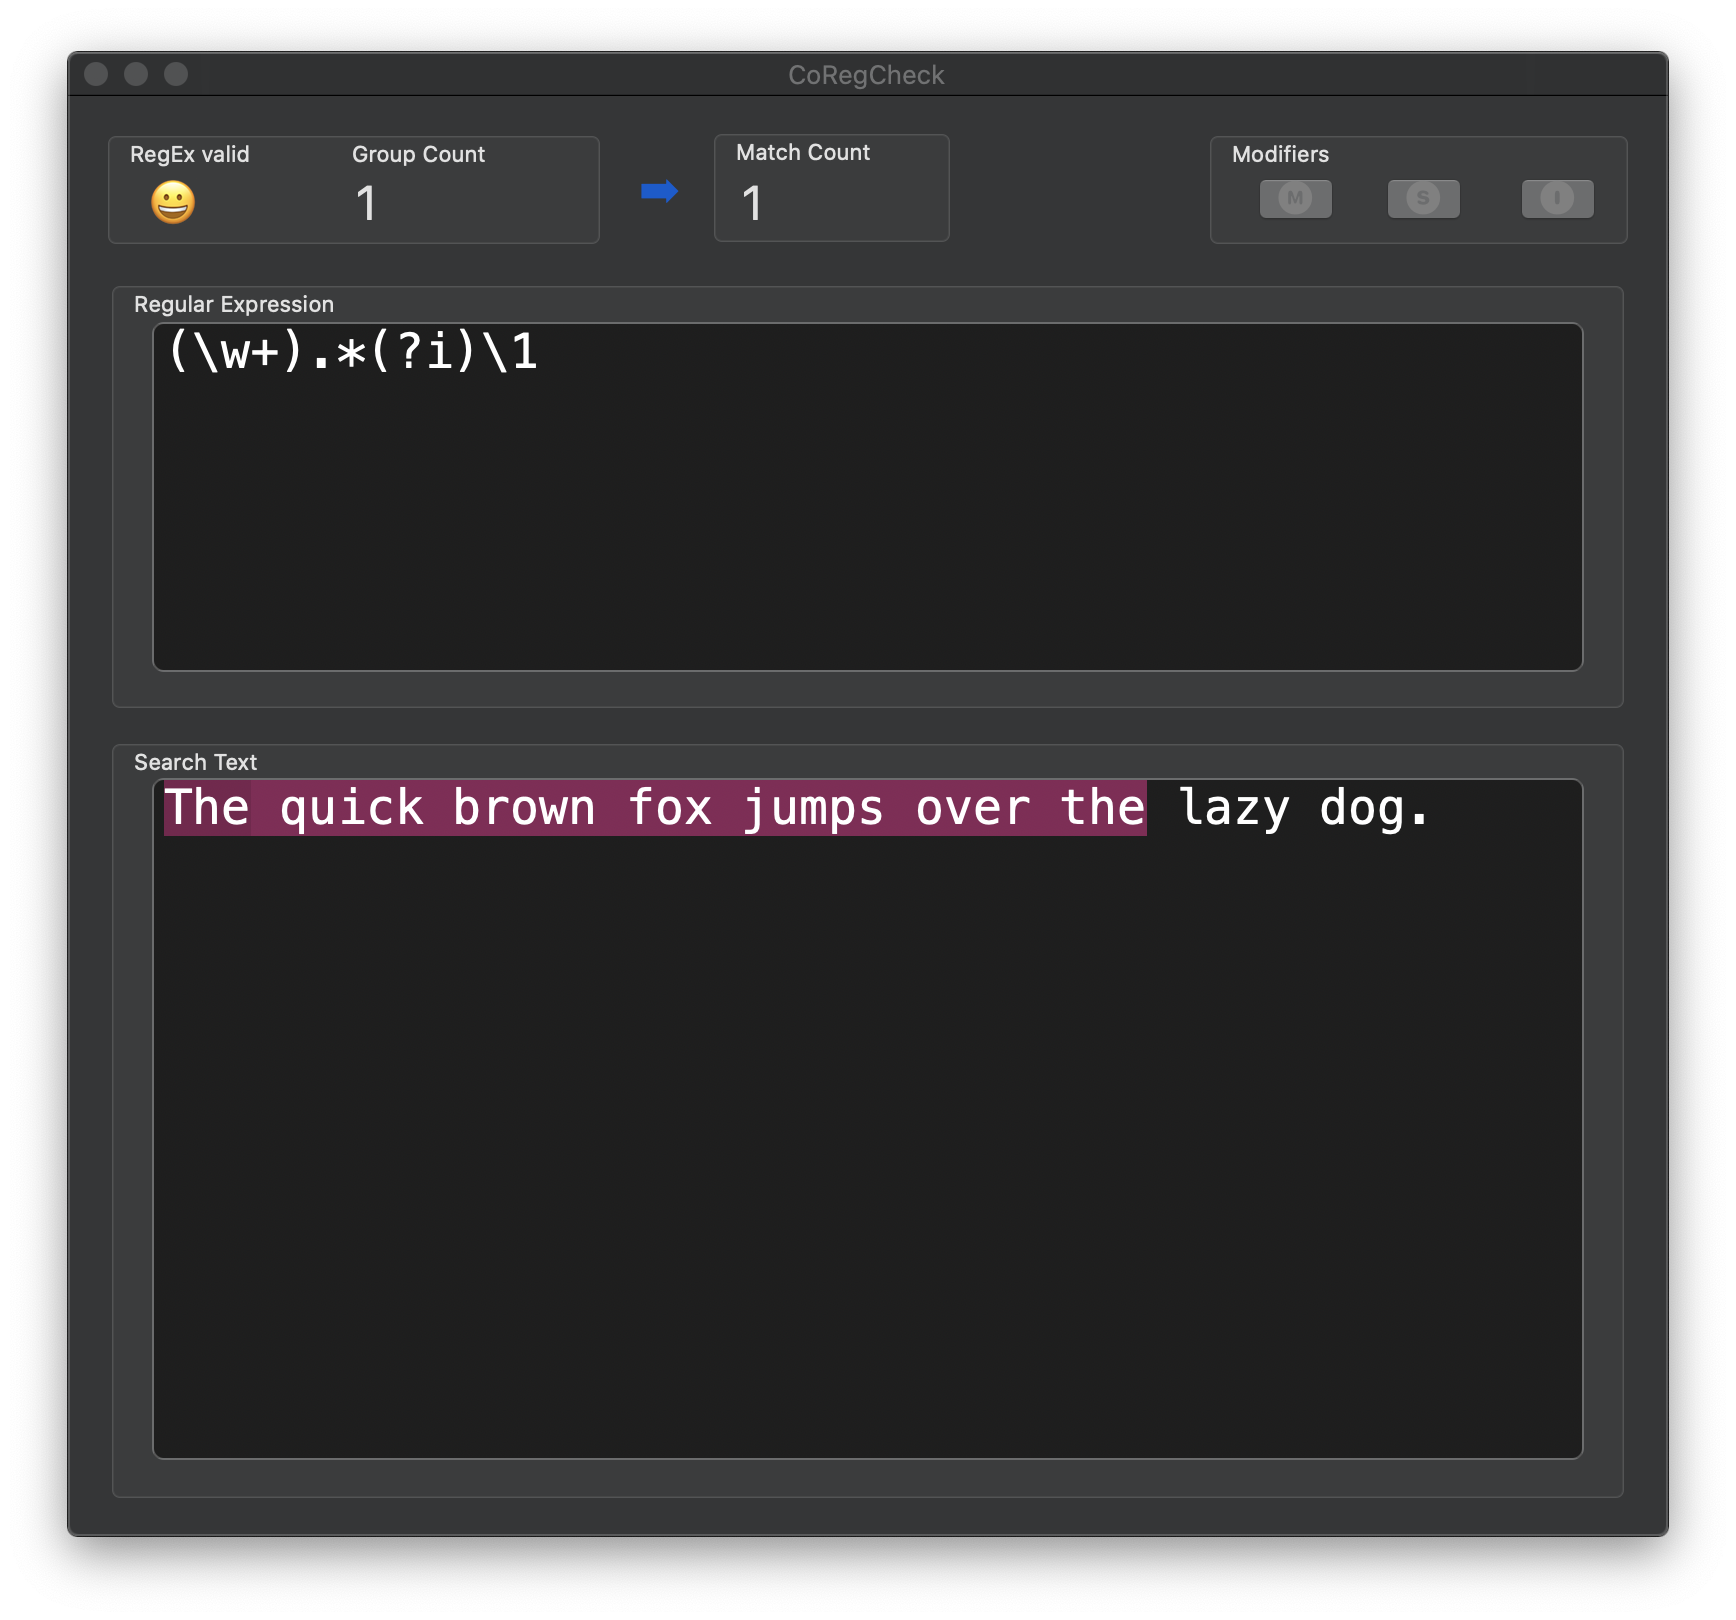 CoRegCheck
RegEx valid Group Count Match Count Modifiers
😀 1 ➡ 1 M S I
Regular Expression
(\w+).*(?i)\1
Search Text
The quick brown fox jumps over the lazy dog.